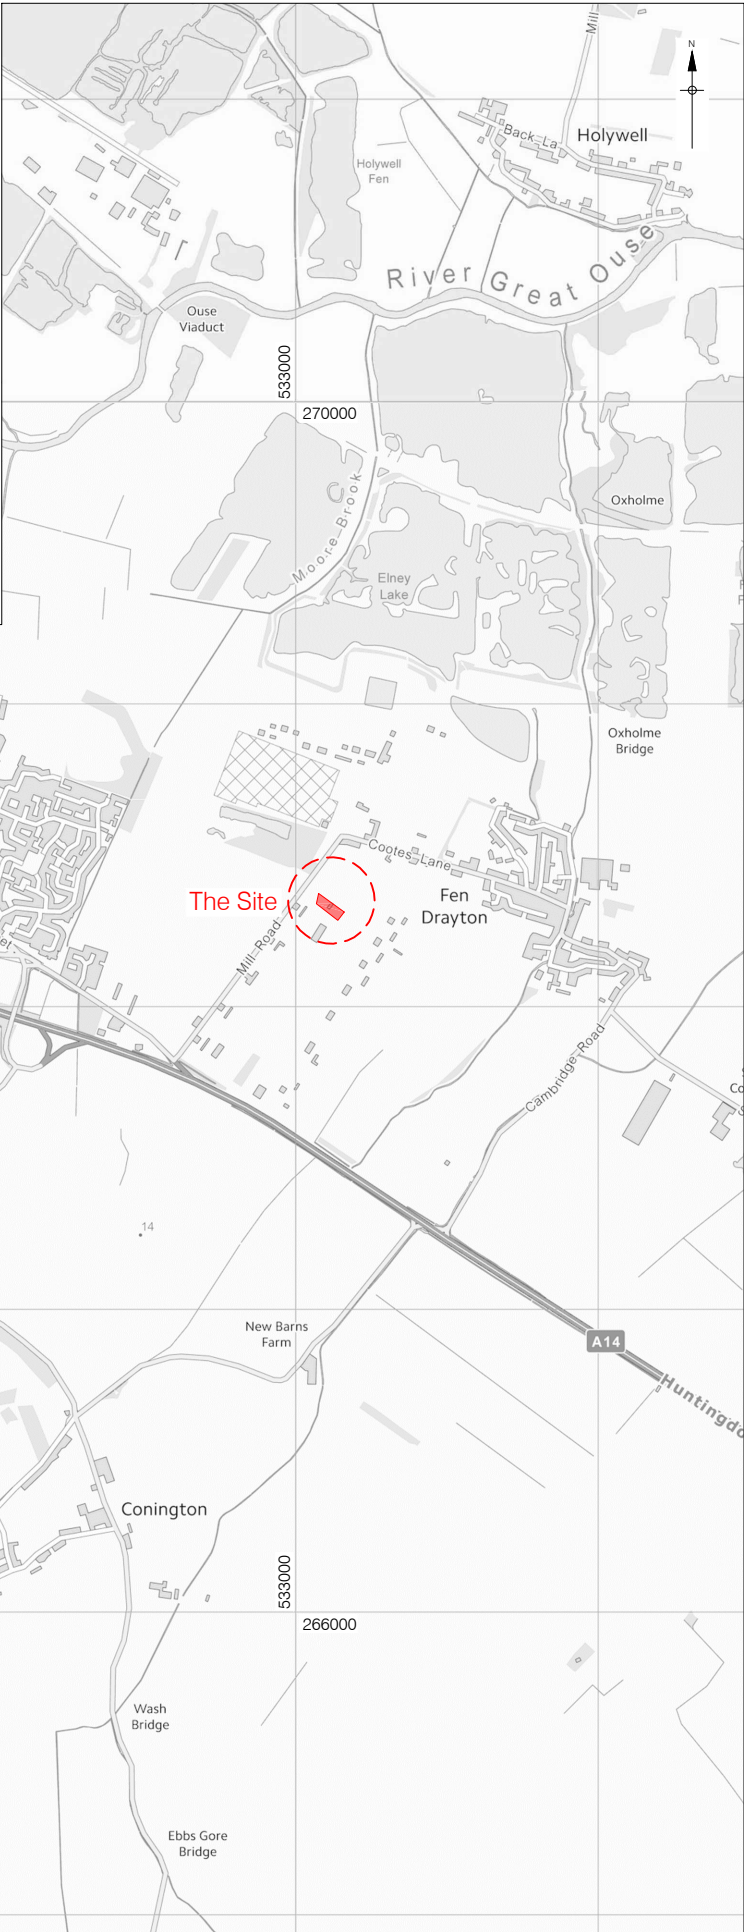 Mill
N
Back La
Holywell
Holywell
Fen
River Great Ouse
Ouse
Viaduct
533000
270000
Oxholme
Moore Brook
Elney
Lake
Oxholme
Bridge
Cootes Lane
The Site
Fen
Drayton
Mill Road
Cambridge Road
14
New Barns
Farm
A14
Conington
533000
266000
Wash
Bridge
Ebbs Gore
Bridge